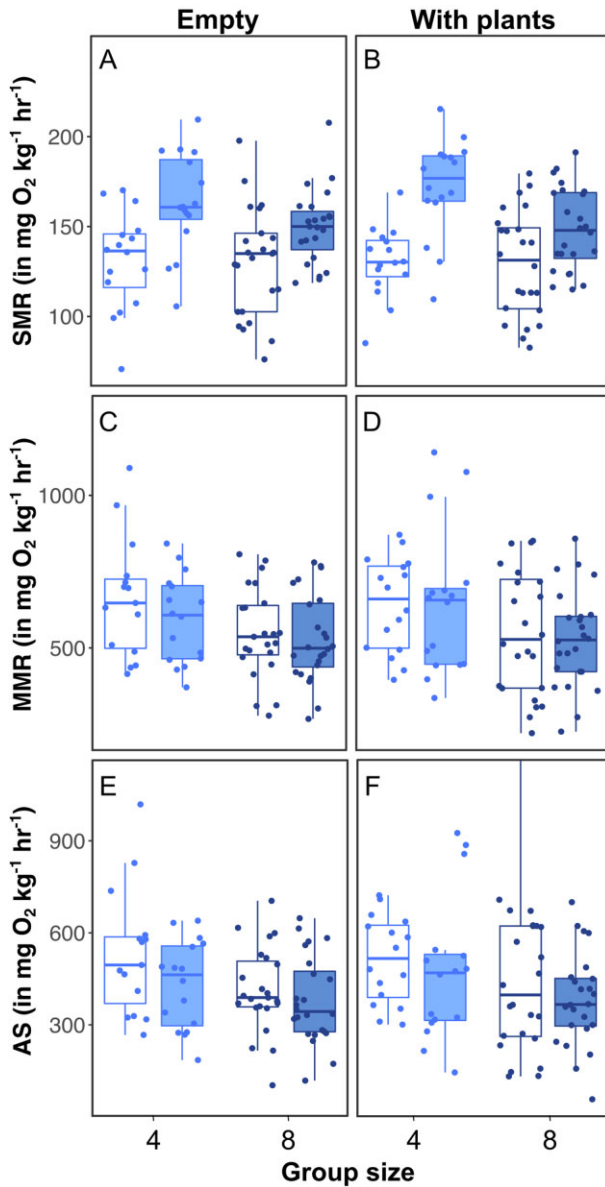 Empty With plants
A B
200
150
100
SMR (in mg O₂ kg⁻¹ hr⁻¹)
C D
1000
500
MMR (in mg O₂ kg⁻¹ hr⁻¹)
E F
900
600
300
AS (in mg O₂ kg⁻¹ hr⁻¹)
4 8 4 8
Group size